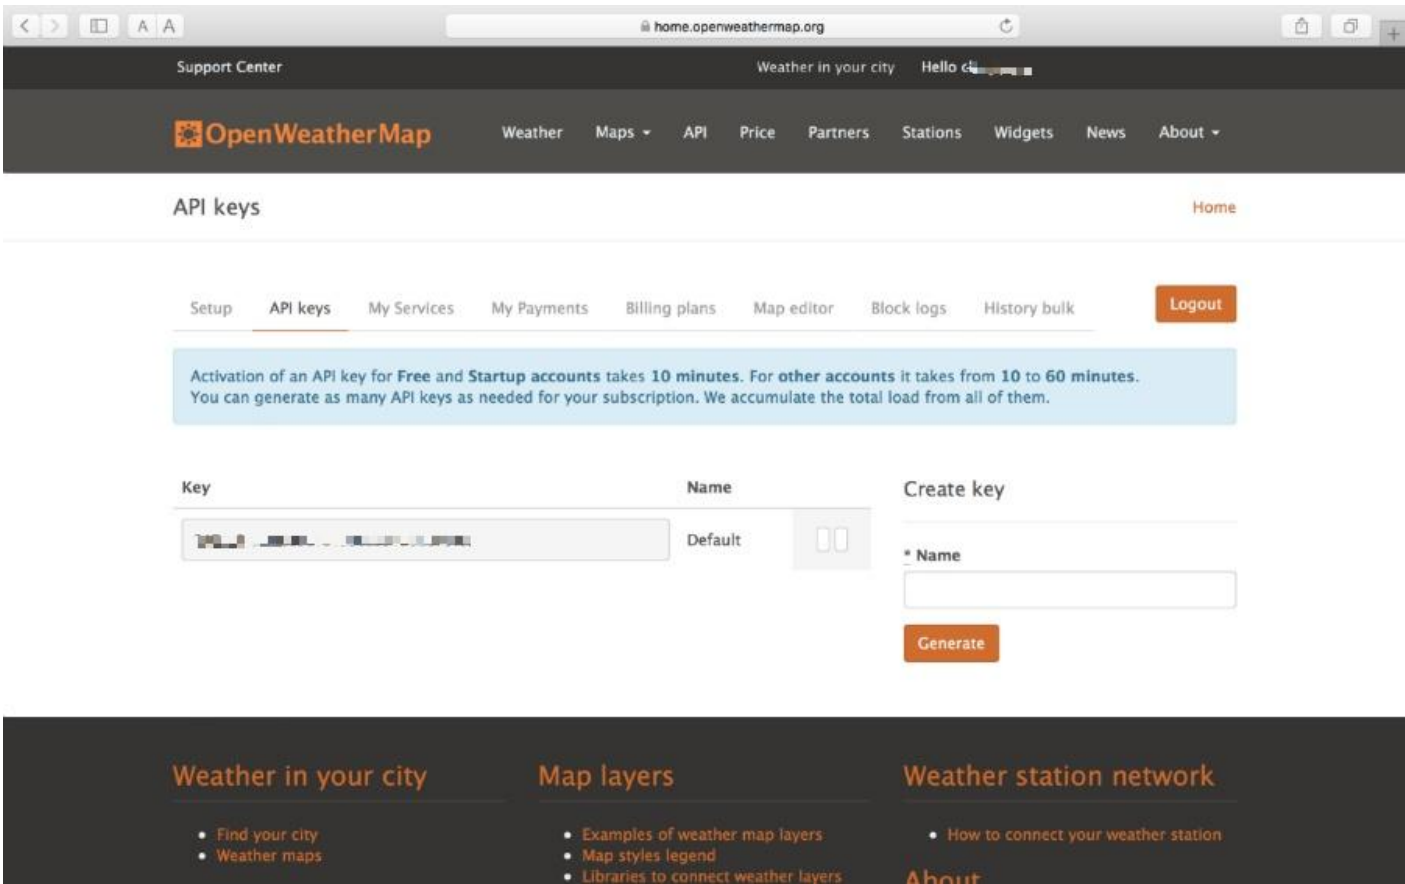 A A home.openweathermap.org
Support Center Weather in your city Hello
OpenWeatherMap Weather Maps API Price Partners Stations Widgets News About
API keys Home
Setup API keys My Services My Payments Billing plans Map editor Block logs History bulk Logout
Activation of an API key for Free and Startup accounts takes 10 minutes. For other accounts it takes from 10 to 60 minutes.
You can generate as many API keys as needed for your subscription. We accumulate the total load from all of them.
Key Name Create key
Default
* Name
Generate
Weather in your city Map layers Weather station network
• Find your city • Examples of weather map layers • How to connect your weather station
• Weather maps • Map styles legend
• Libraries to connect weather layers About